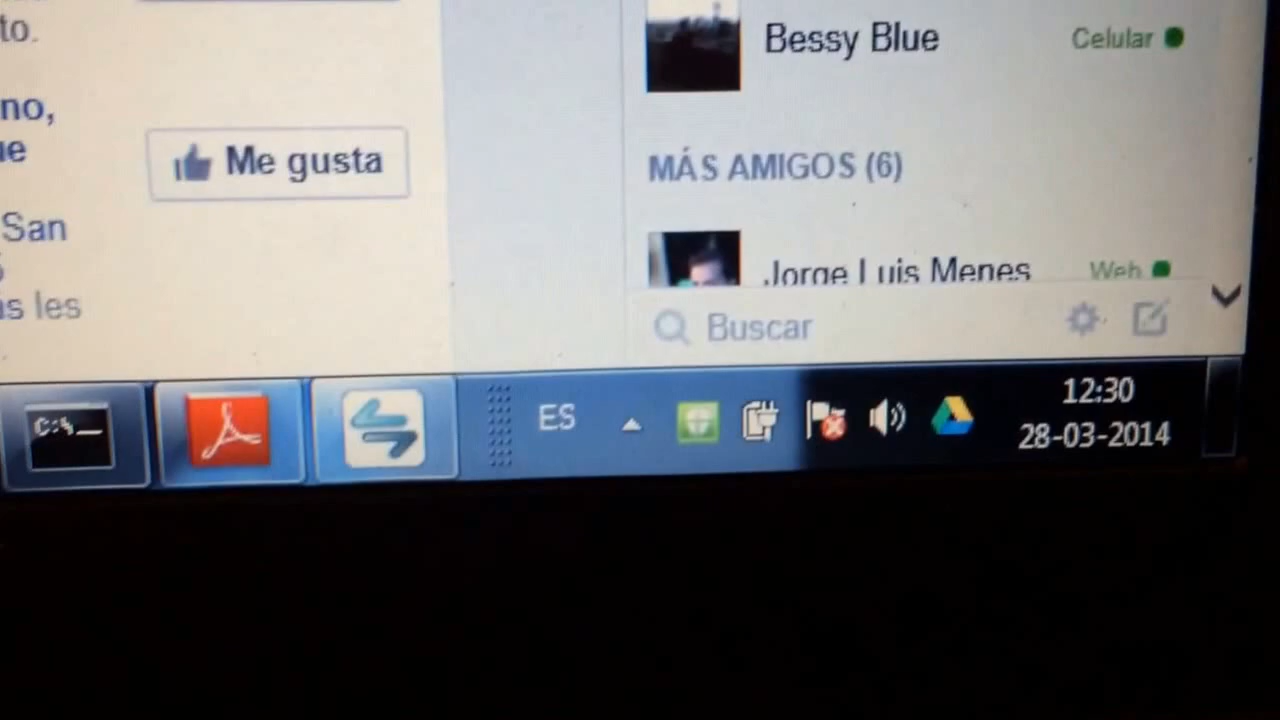 to.
no,
ue
San
s les
Me gusta
Bessy Blue
Celular
MÁS AMIGOS (6)
Jorge Luis Menes
Web
Buscar
C:\_
ES
12:30
28-03-2014